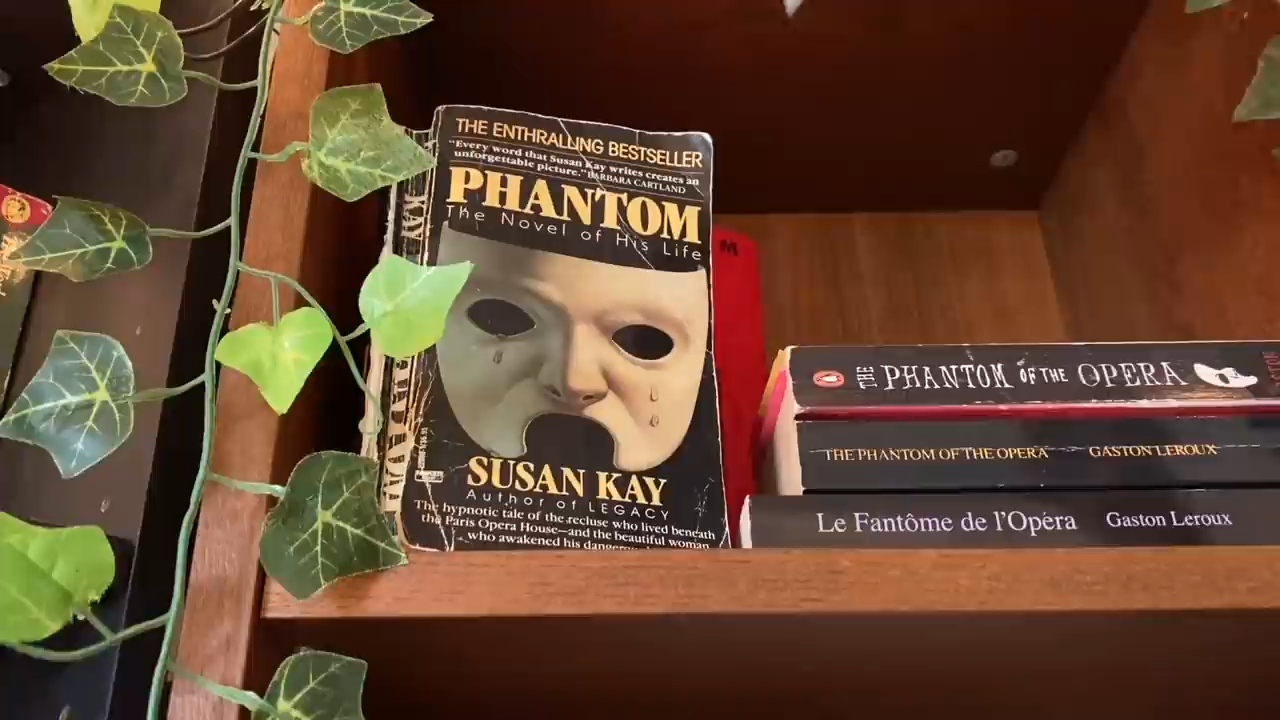 THE ENTHRALLING BESTSELLER
"Every word that Susan Kay writes creates an
unforgettable picture." BARBARA CARTLAND
PHANTOM
The Novel of His Life
SUSAN KAY
Author of LEGACY
The hypnotic tale of the recluse who lived beneath
the Paris Opera House—and the beautiful woman
who awakened his
KAY
M
THE PHANTOM OF THE OPERA
THE PHANTOM OF THE OPERA GASTON LEROUX
Le Fantôme de l'Opéra Gaston Leroux